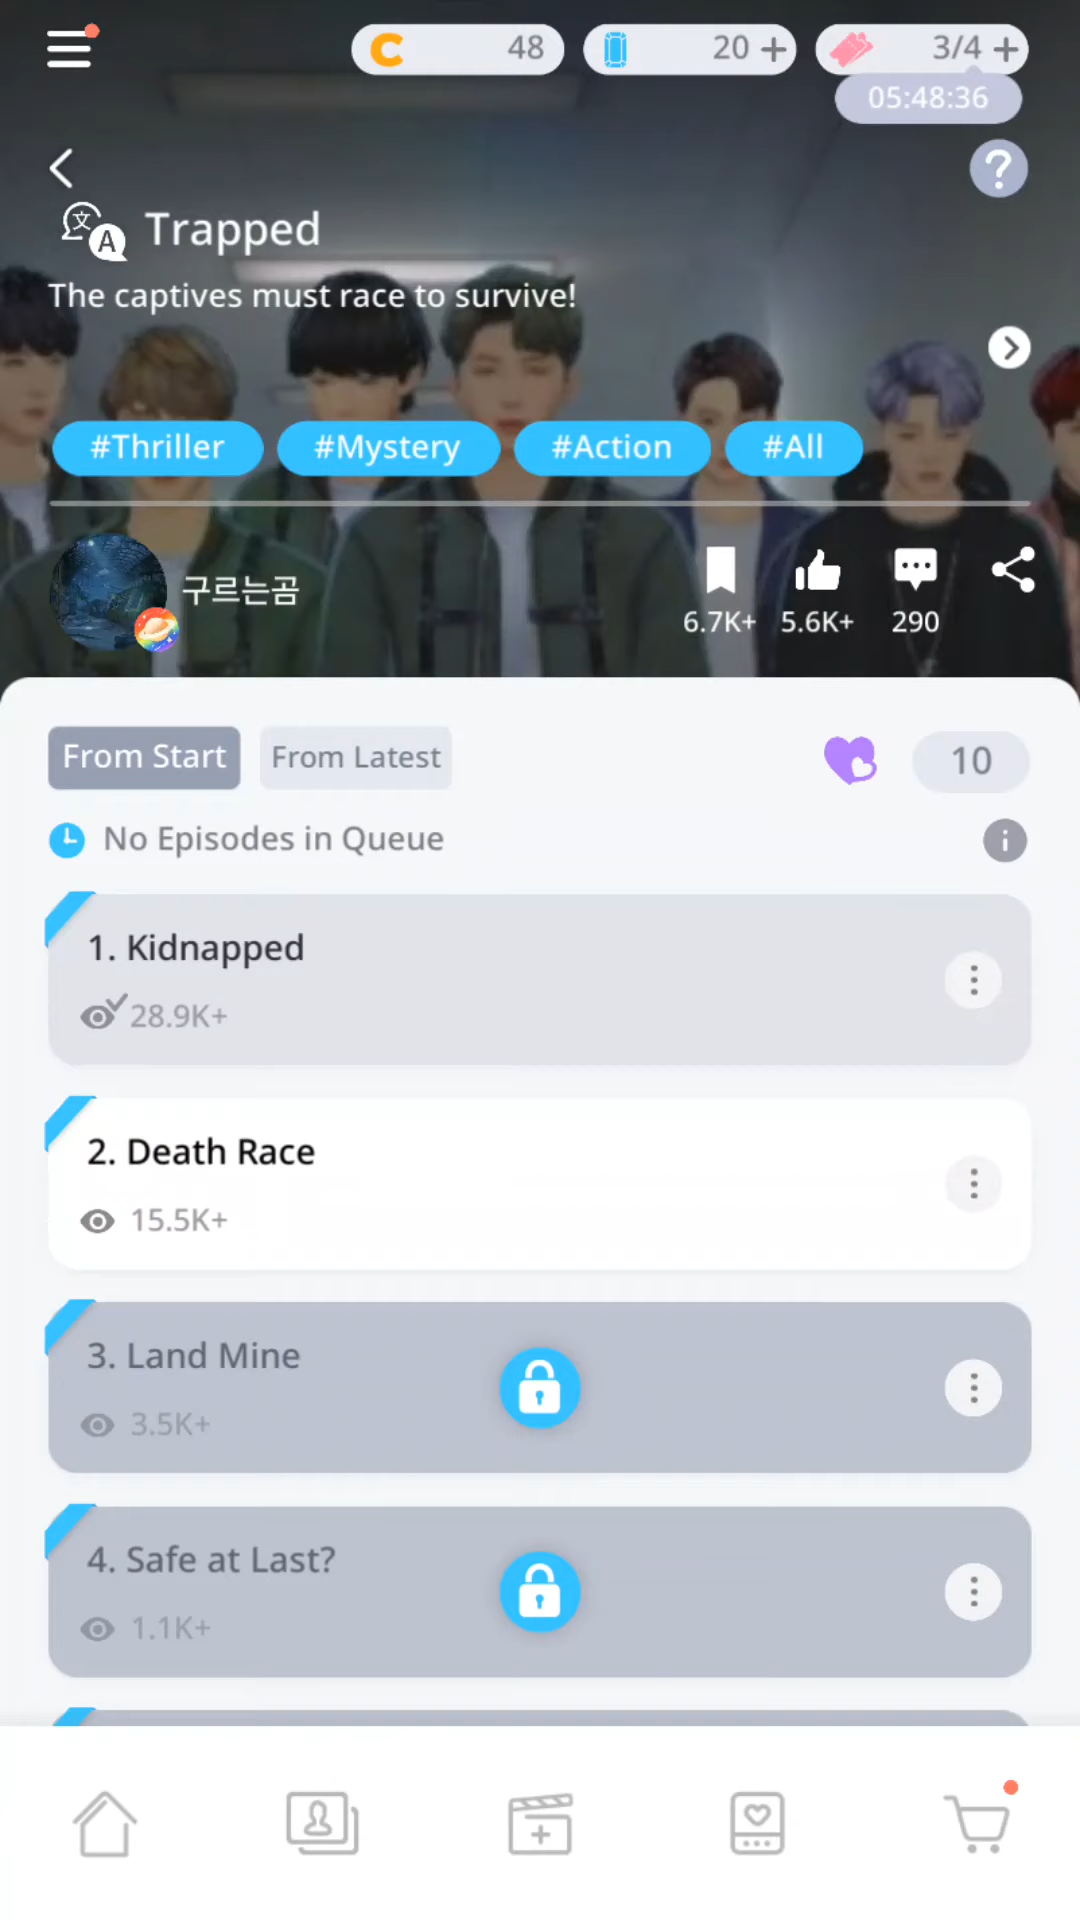 48
20
3/4
05:48:36
Trapped
The captives must race to survive!
#Thriller #Mystery #Action #All
구르는곰
6.7K+ 5.6K+ 290
From Start From Latest 10
No Episodes in Queue
1. Kidnapped
28.9K+
2. Death Race
15.5K+
3. Land Mine
3.5K+
4. Safe at Last?
1.1K+